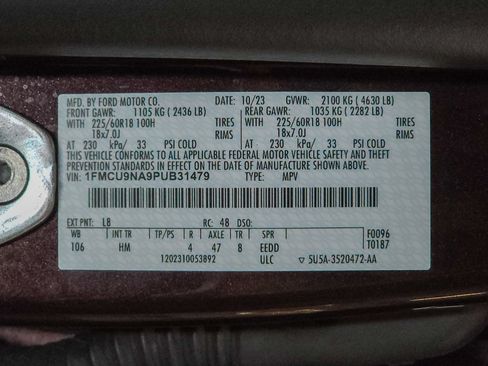 MFD. BY FORD MOTOR CO. DATE: 10/23 GVWR: 2100 KG ( 4630 LB)
FRONT GAWR: 1105 KG ( 2436 LB) REAR GAWR: 1035 KG ( 2282 LB)
WITH 225/60R18 100H TIRES WITH 225/60R18 100H TIRES
18x7.0J RIMS 18x7.0J RIMS
AT 230 kPa/ 33 PSI COLD AT 230 kPa/ 33 PSI COLD
THIS VEHICLE CONFORMS TO ALL APPLICABLE FEDERAL MOTOR VEHICLE SAFETY AND THEFT
PREVENTION STANDARDS IN EFFECT ON THE DATE OF MANUFACTURE SHOWN ABOVE.
VIN: 1FMCU9NA9PUB31479 TYPE: MPV
EXT PNT: L8 RC: 48 DSO: F0096
WB INT TR TP/PS R AXLE TR T0187
106 HM 4 47 8 EEDD
1202310053892 ULC 5U5A-3520472-AA